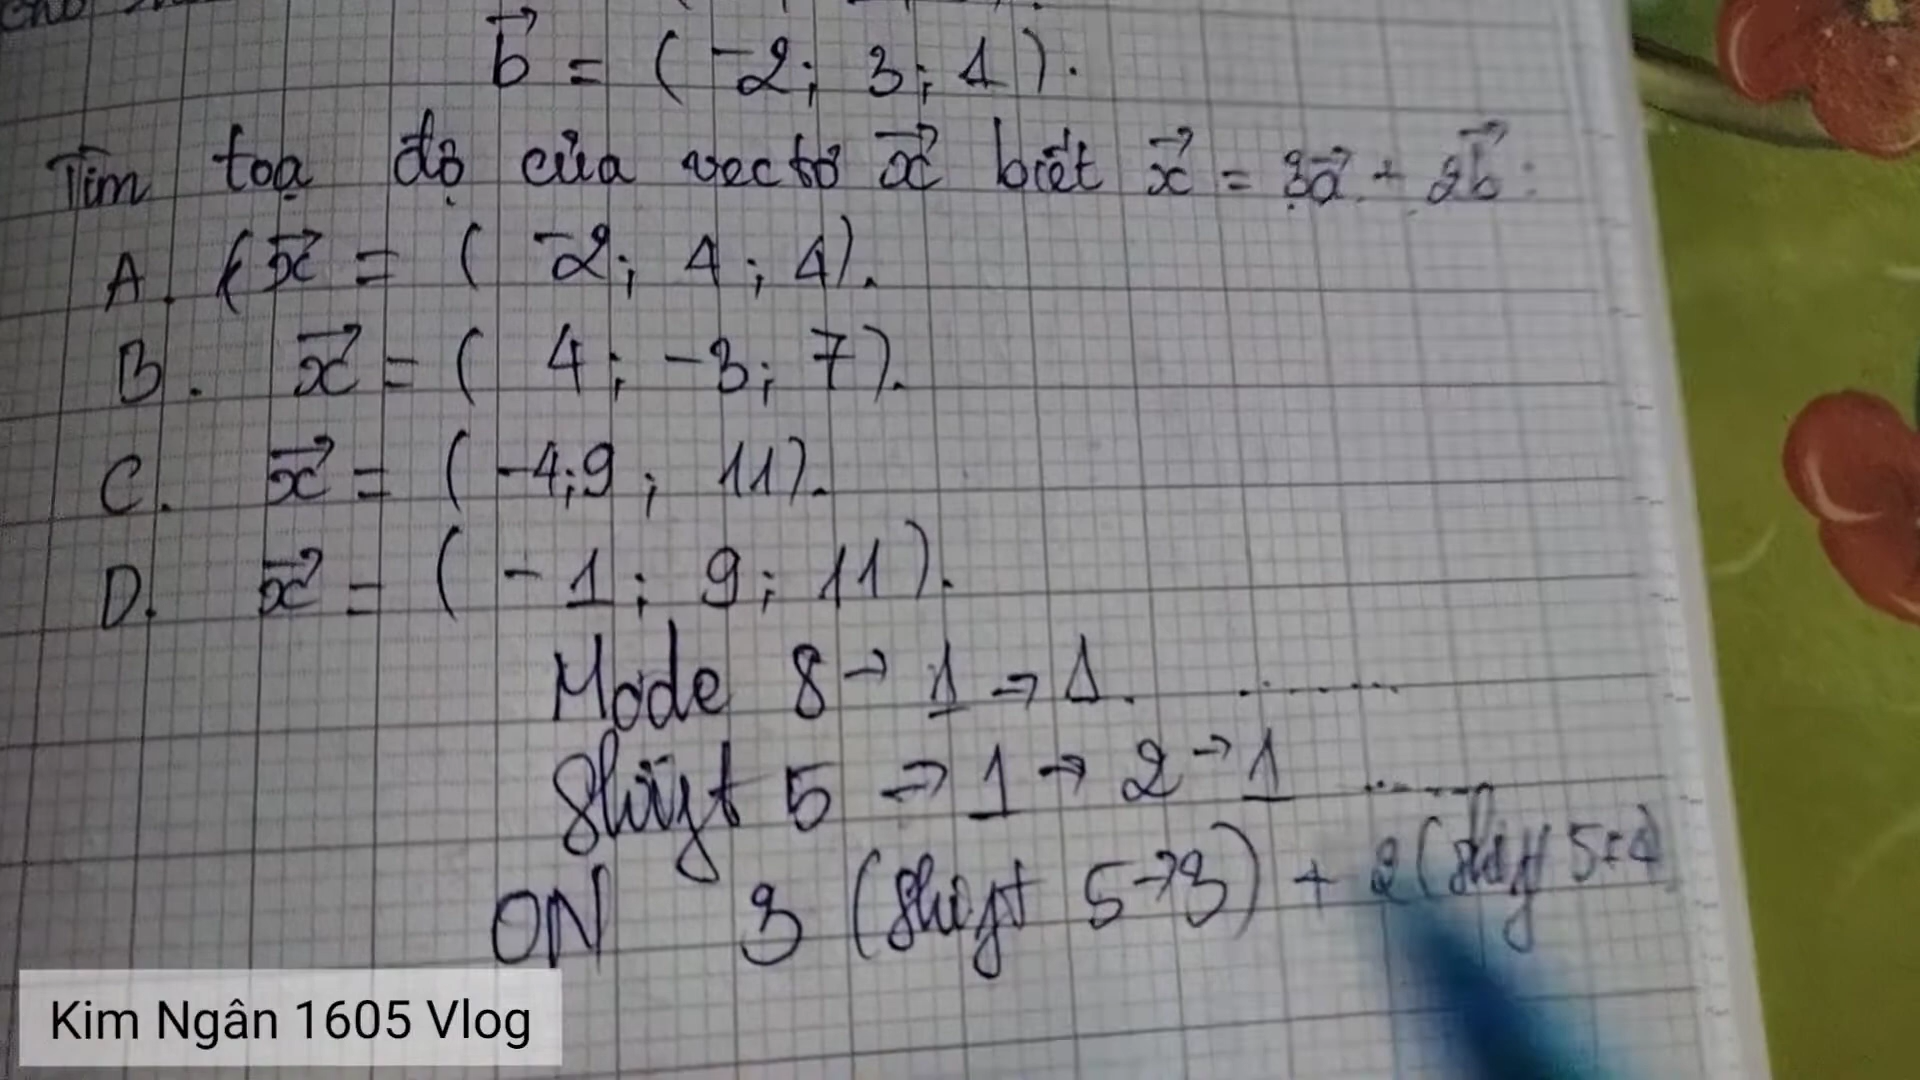 b = (-2; 3; 1).
Tìm toạ độ của vectơ x biết x = 3a + 2b:
A. (x = (-2; 4; 4).
B. x = (4; -3; 7).
C. x = (-4; 9; 11).
D. x = (-1; 9; 11).
Mode 8 → 1 → 1. .......
Shift 5 → 1 → 2 → 1 .......
ON 3 (Shift 5 → 3) + 2 (Shift 5 → 4)
Kim Ngân 1605 Vlog